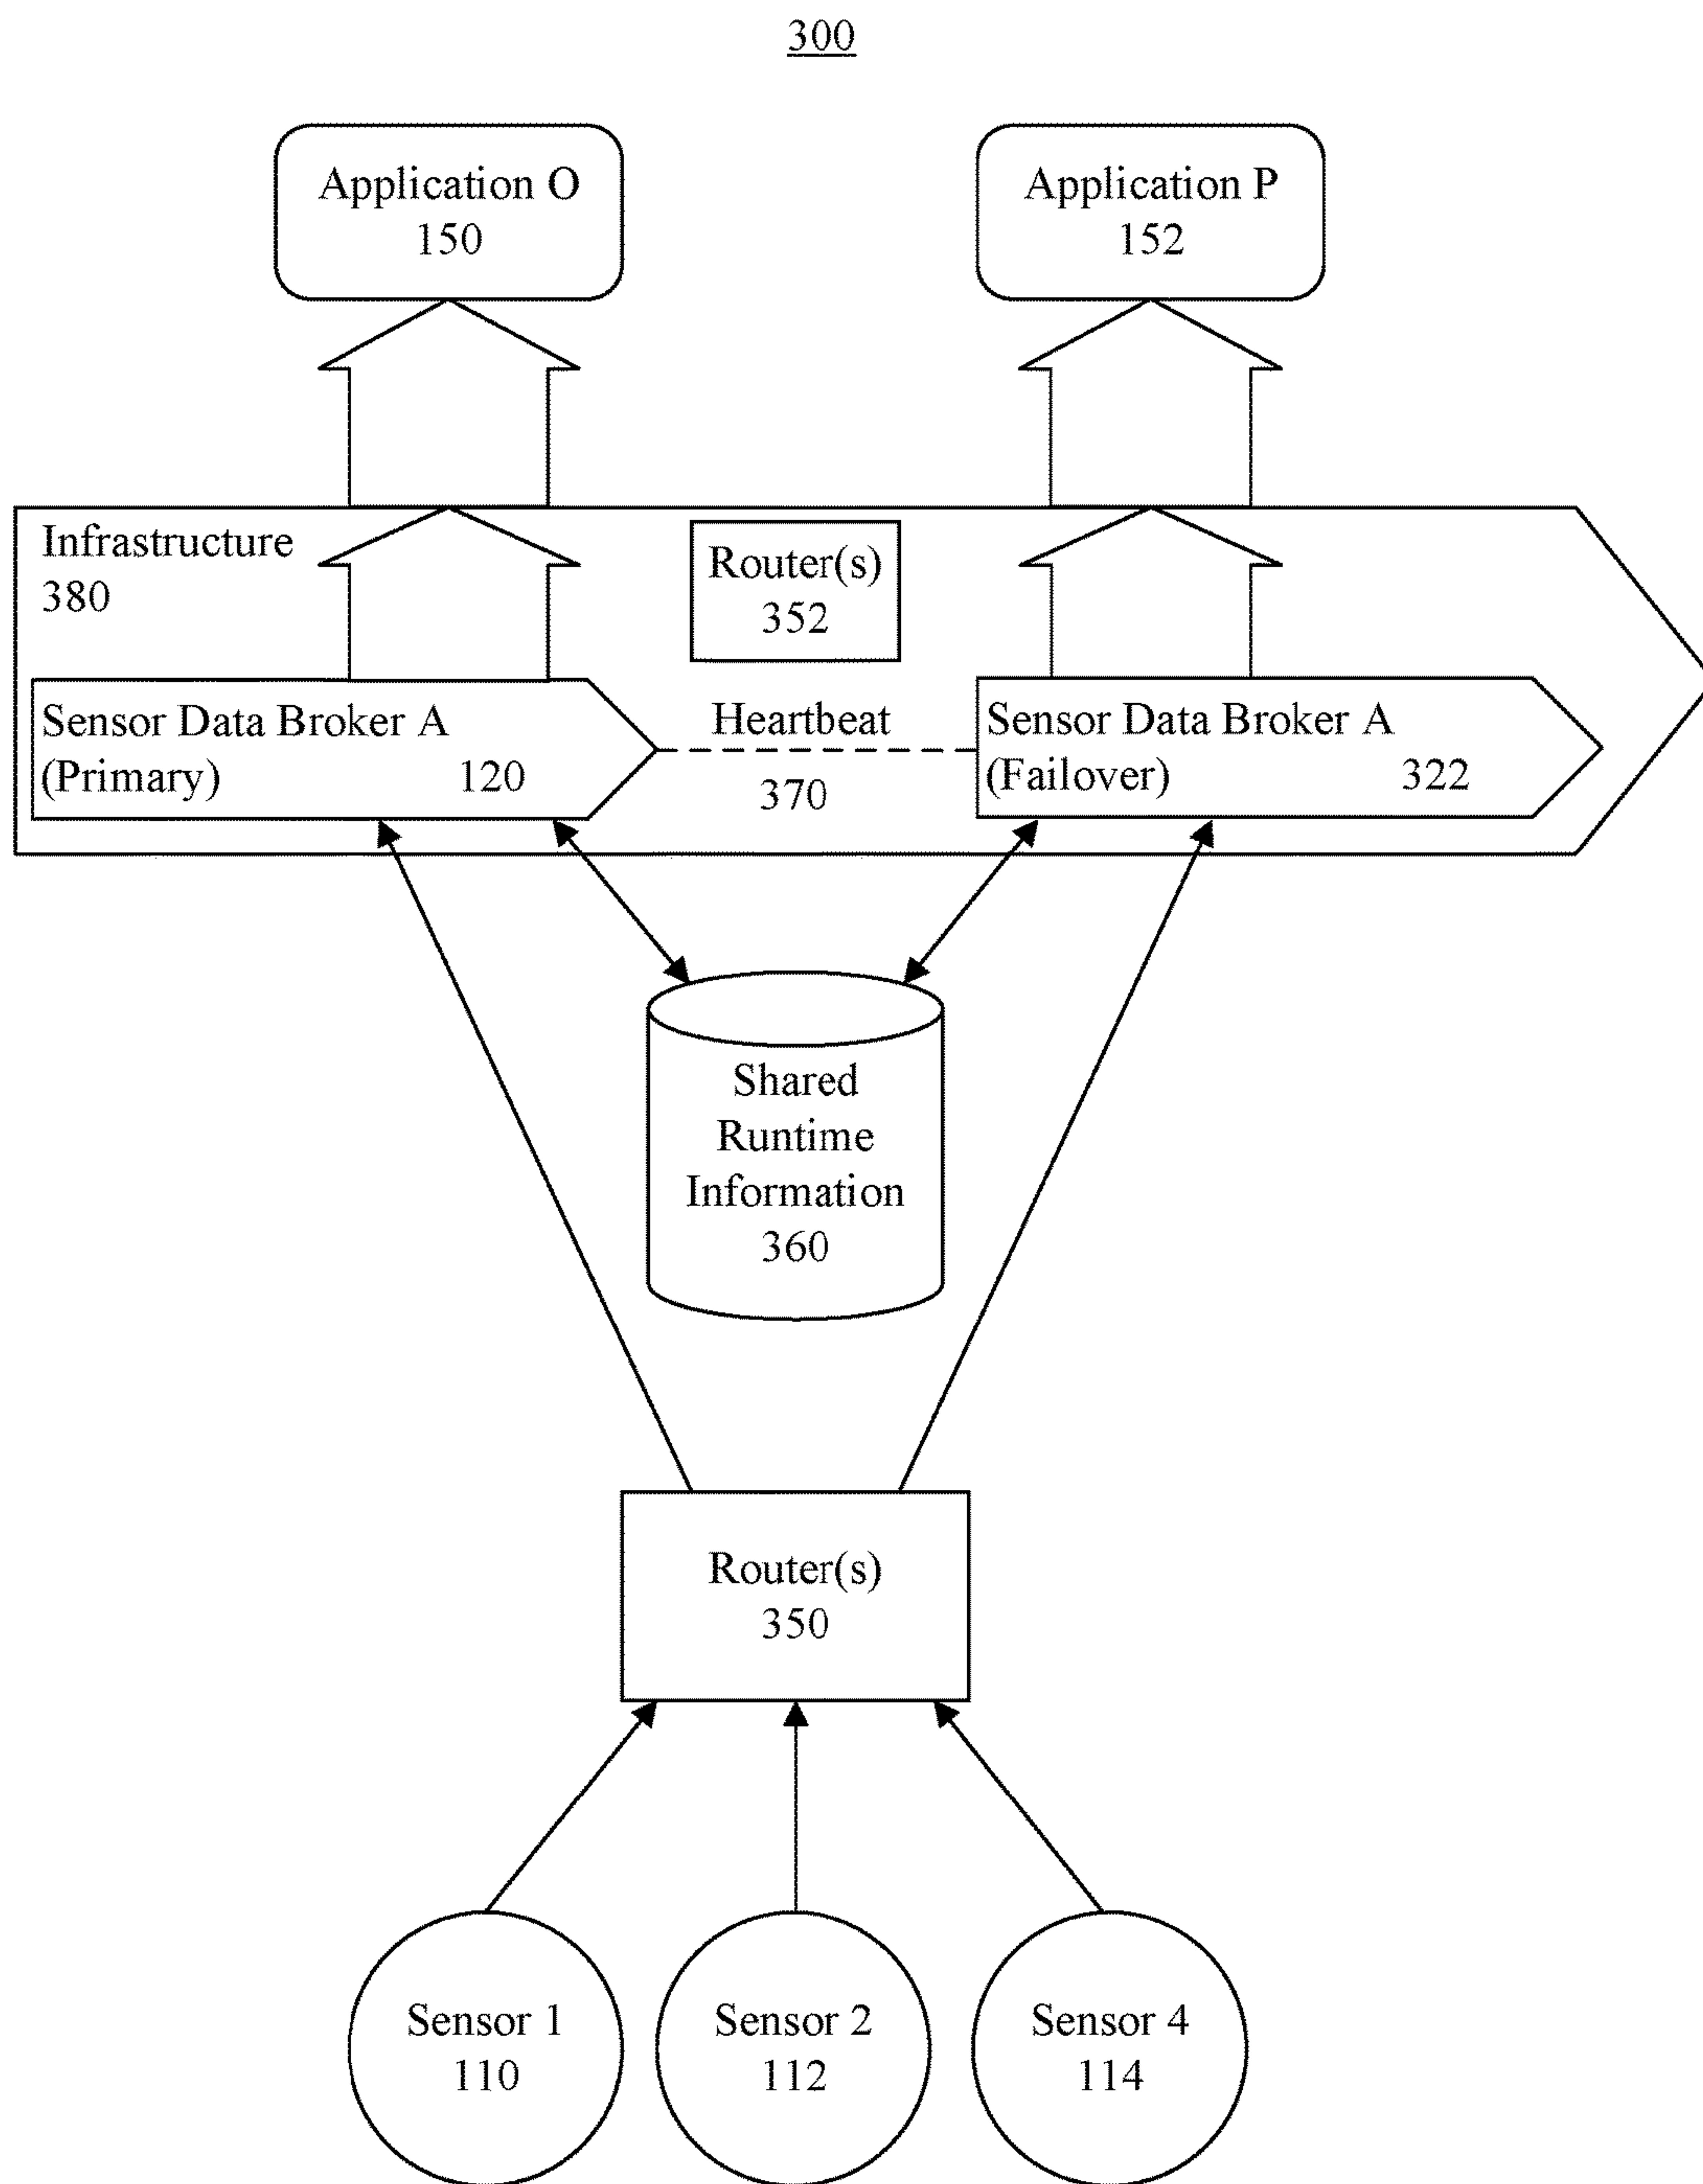 300
Application O
150
Application P
152
Infrastructure
380
Router(s)
352
Sensor Data Broker A
(Primary) 120
Heartbeat
370
Sensor Data Broker A
(Failover) 322
Shared
Runtime
Information
360
Router(s)
350
Sensor 1
110
Sensor 2
112
Sensor 4
114